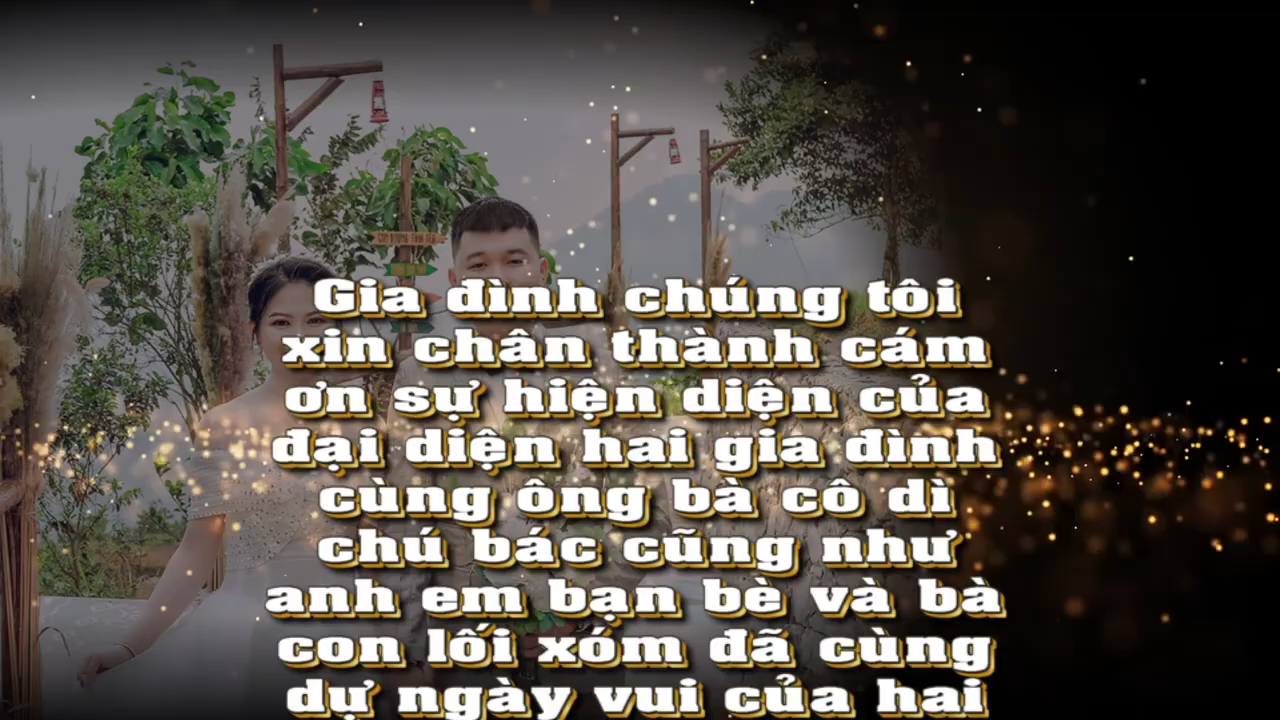 Gia đình chúng tôi
xin chân thành cám
ơn sự hiện diện của
đại diện hai gia đình
cùng ông bà cô dì
chú bác cũng như
anh em bạn bè và bà
con lối xóm đã cùng
dự ngày vui của hai